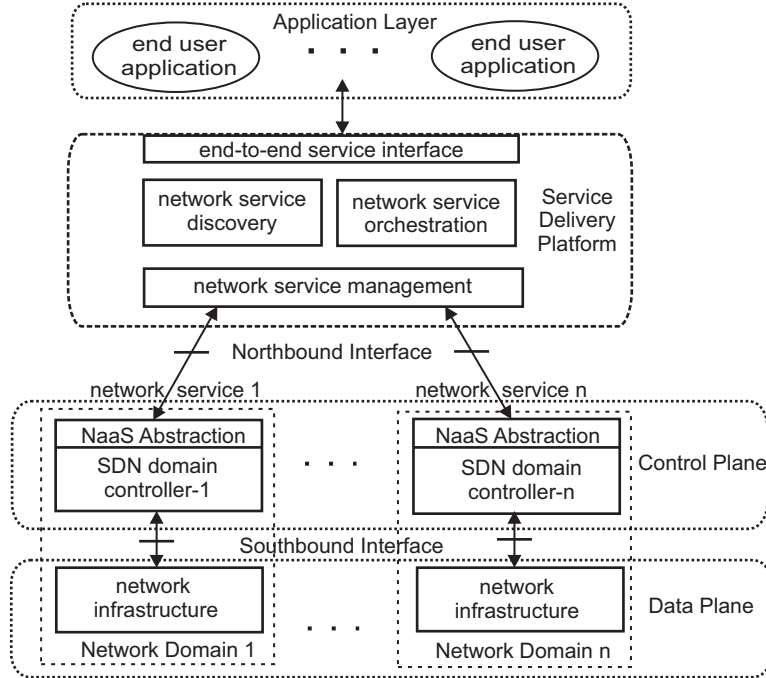 Application Layer
end user
application
. . .
end user
application
end-to-end service interface
network service
discovery
network service
orchestration
Service
Delivery
Platform
network service management
Northbound Interface
network service 1
network service n
NaaS Abstraction
SDN domain
controller-1
. . .
NaaS Abstraction
SDN domain
controller-n
Control Plane
Southbound Interface
network
infrastructure
. . .
network
infrastructure
Data Plane
Network Domain 1
Network Domain n